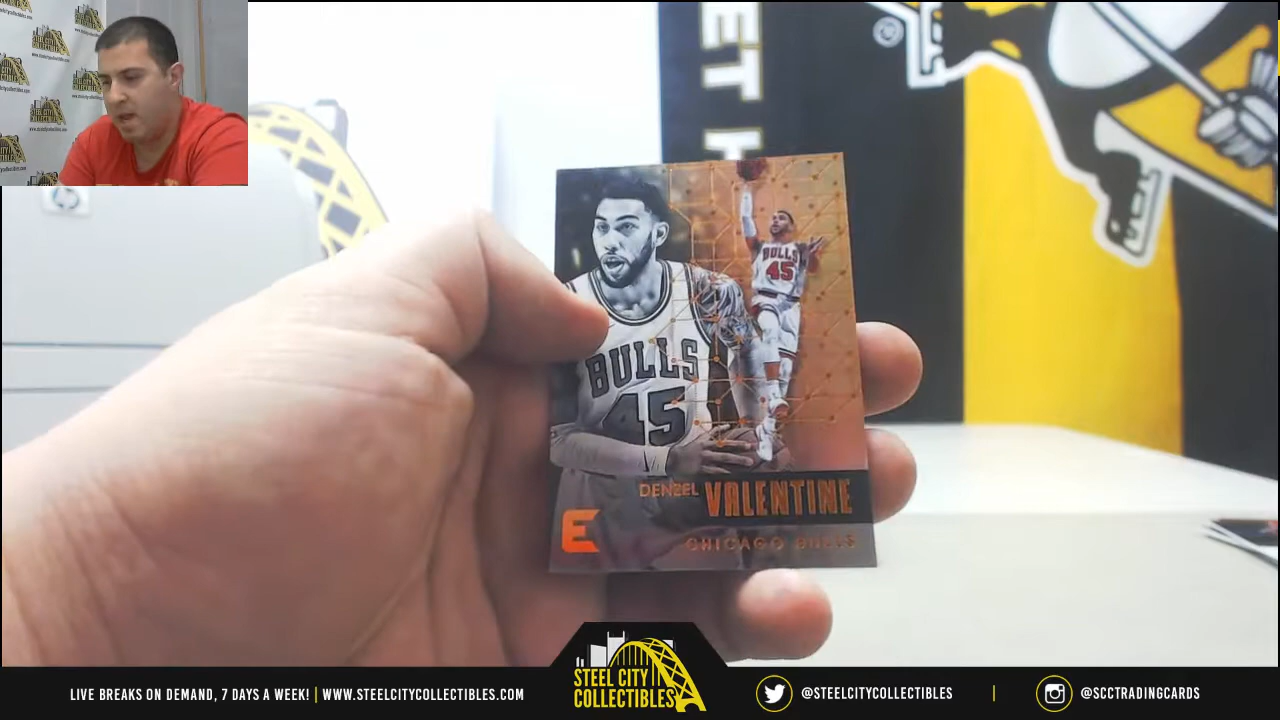 ET H
BULLS
45
BULLS
45
DENZEL VALENTINE
E
CHICAGO BULLS
LIVE BREAKS ON DEMAND, 7 DAYS A WEEK! | WWW.STEELCITYCOLLECTIBLES.COM
STEEL CITY
COLLECTIBLES
@STEELCITYCOLLECTIBLES | @SCCTRADINGCARDS